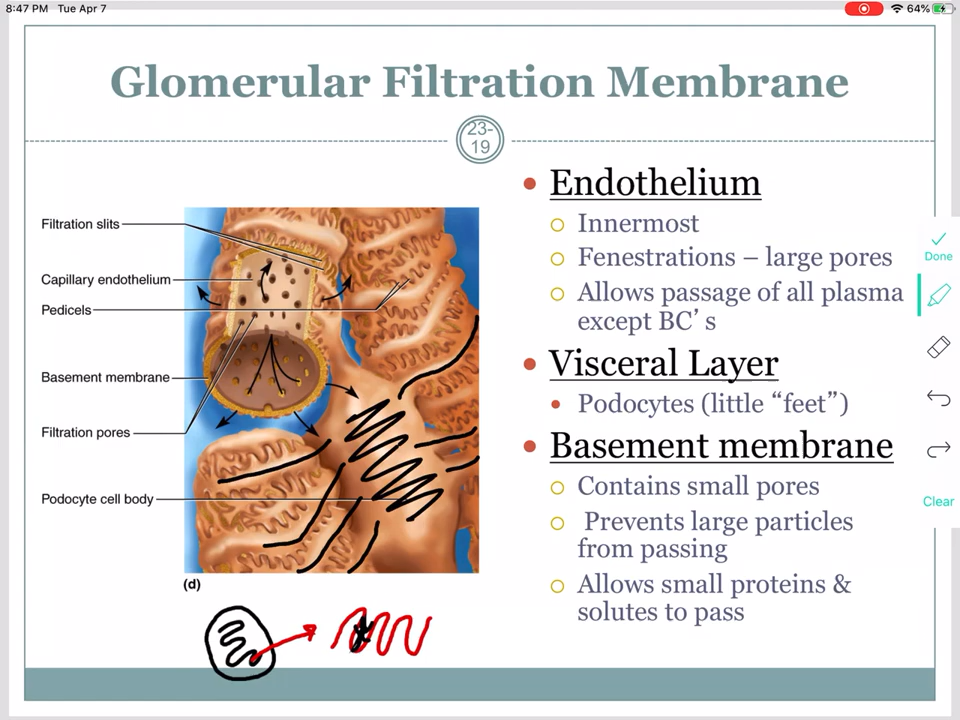 8:47 PM Tue Apr 7
64%
Glomerular Filtration Membrane
23-
19
Filtration slits
Capillary endothelium
Pedicels
Basement membrane
Filtration pores
Podocyte cell body
(d)
• Endothelium
○ Innermost
○ Fenestrations – large pores
○ Allows passage of all plasma
except BC’s
• Visceral Layer
• Podocytes (little “feet”)
• Basement membrane
○ Contains small pores
○ Prevents large particles
from passing
○ Allows small proteins &
solutes to pass
Done
Clear